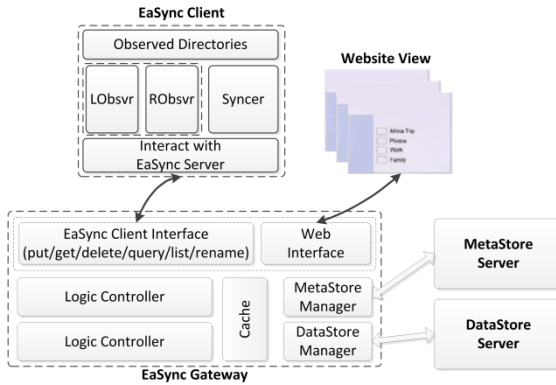 EaSync Client
Observed Directories
LObsvr
RObsvr
Syncer
Interact with
EaSync Server
Website View
Africa Trip
Photos
Work
Family
EaSync Client Interface
(put/get/delete/query/list/rename)
Web
Interface
Logic Controller
Logic Controller
Cache
MetaStore
Manager
DataStore
Manager
EaSync Gateway
MetaStore
Server
DataStore
Server